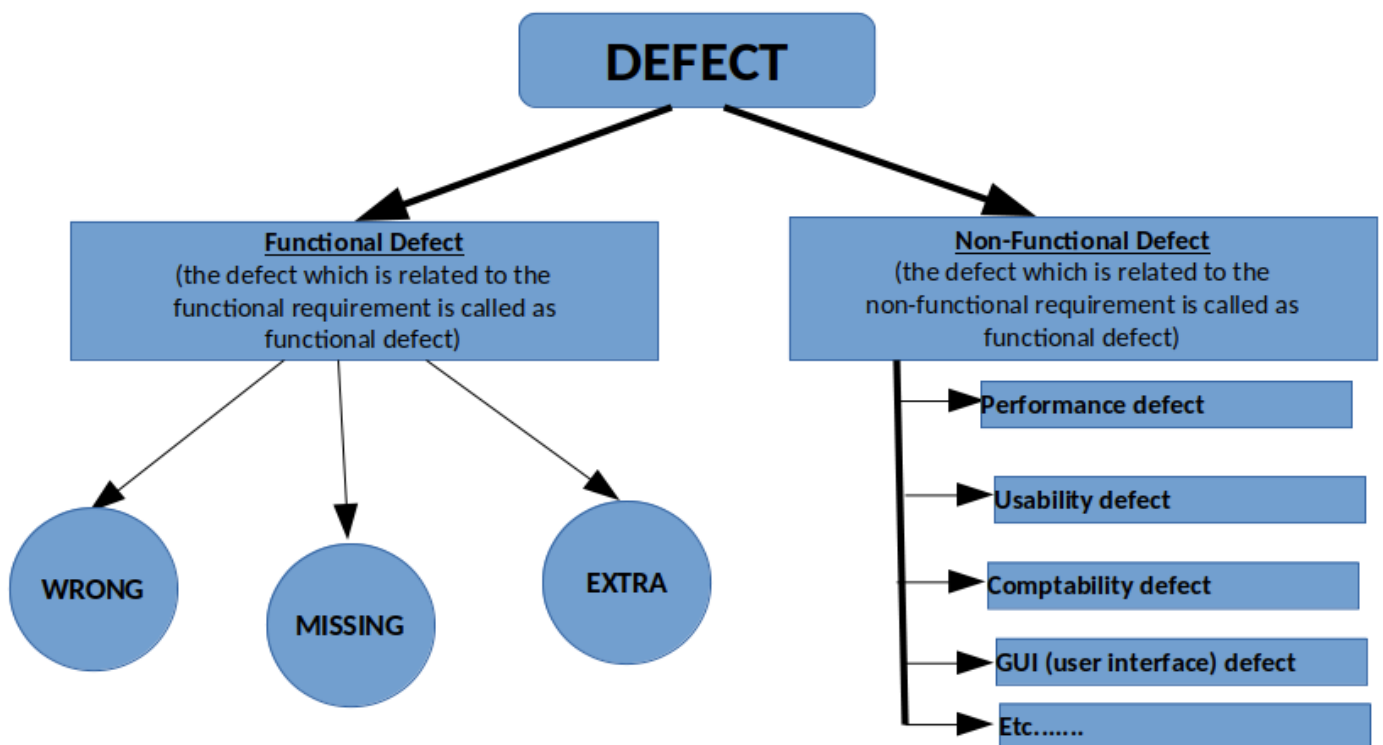 DEFECT
Functional Defect
(the defect which is related to the
functional requirement is called as
functional defect)
Non-Functional Defect
(the defect which is related to the
non-functional requirement is called as
functional defect)
WRONG
MISSING
EXTRA
Performance defect
Usability defect
Comptability defect
GUI (user interface) defect
Etc......